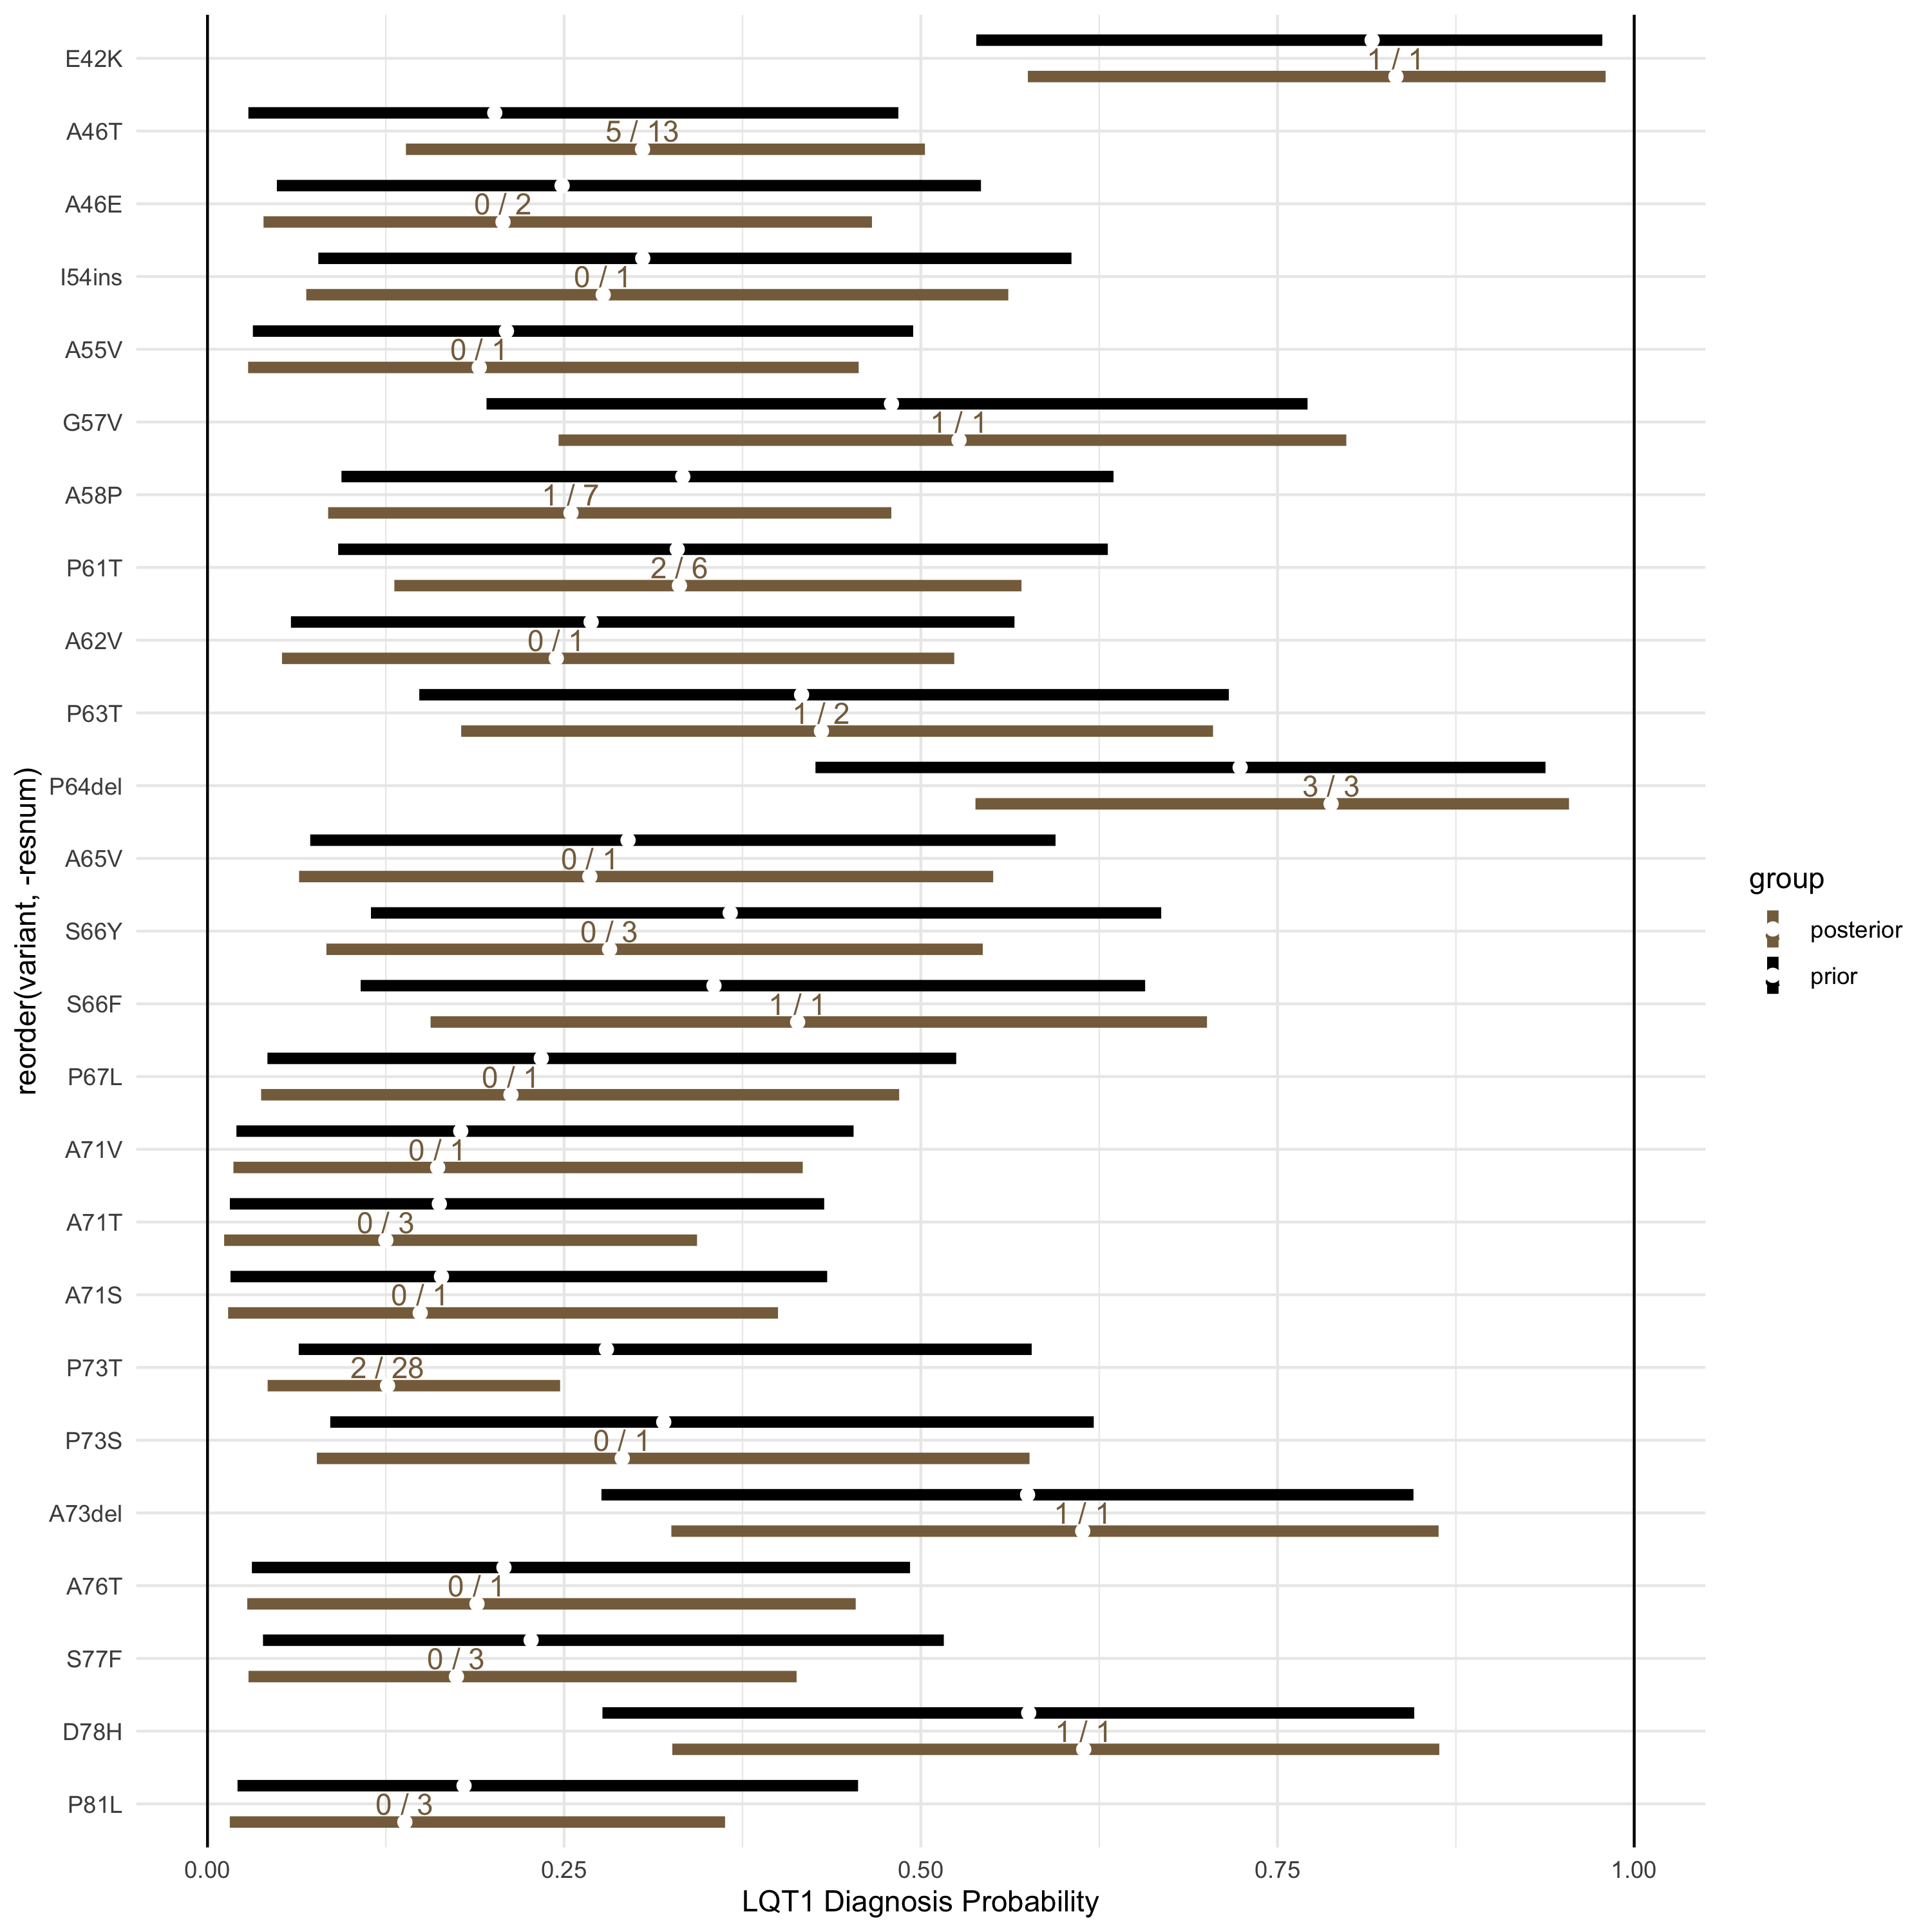 E42K
1 / 1
A46T
5 / 13
A46E
0 / 2
I54ins
0 / 1
A55V
0 / 1
G57V
1 / 1
A58P
1 / 7
P61T
2 / 6
A62V
0 / 1
P63T
1 / 2
P64del
3 / 3
A65V
0 / 1
S66Y
0 / 3
S66F
1 / 1
P67L
0 / 1
A71V
0 / 1
A71T
0 / 3
A71S
0 / 1
P73T
2 / 28
P73S
0 / 1
A73del
1 / 1
A76T
0 / 1
S77F
0 / 3
D78H
1 / 1
P81L
0 / 3
reorder(variant, -resnum)
0.00
0.25
0.50
0.75
1.00
LQT1 Diagnosis Probability
group
posterior
prior